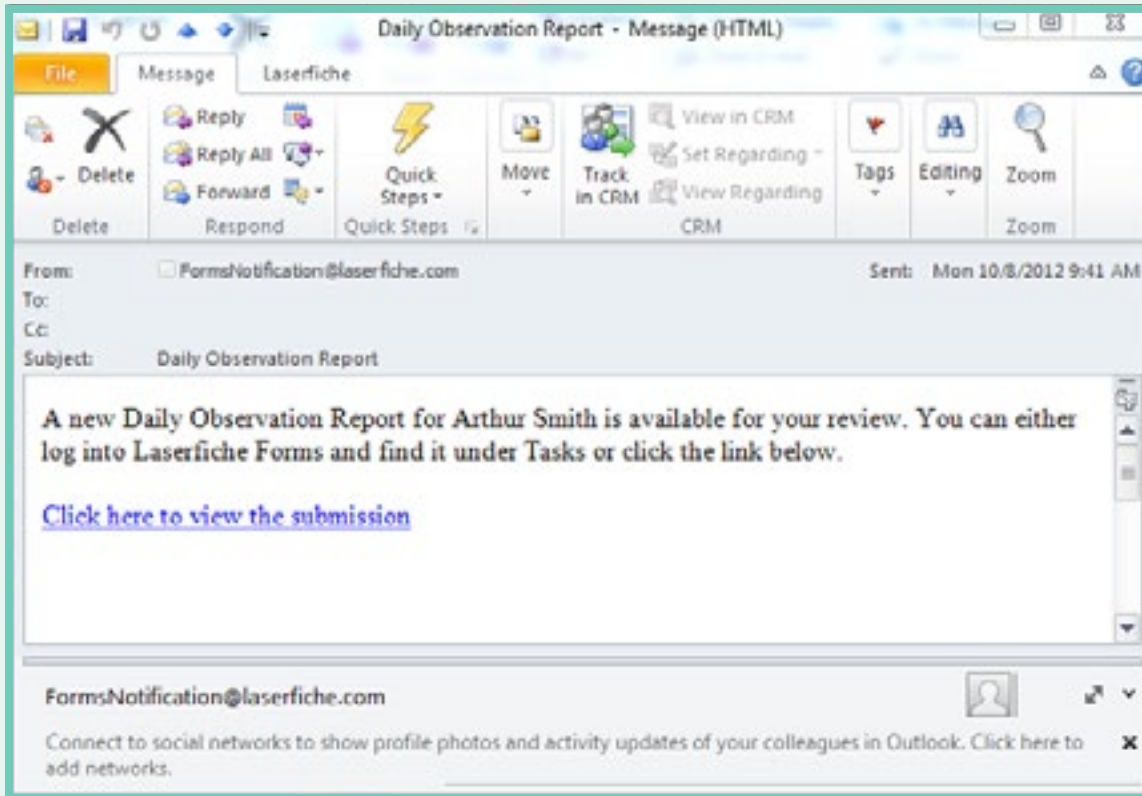 Daily Observation Report - Message (HTML)
File Message Laserfiche
Delete
Reply
Reply All
Forward
Quick Steps
Move
Track in CRM
View in CRM
Set Regarding
View Regarding
Tags
Editing
Zoom
Delete Respond Quick Steps CRM Zoom
From: FormsNotification@laserfiche.com Sent: Mon 10/8/2012 9:41 AM
To:
Cc:
Subject: Daily Observation Report
A new Daily Observation Report for Arthur Smith is available for your review. You can either
log into Laserfiche Forms and find it under Tasks or click the link below.
Click here to view the submission
FormsNotification@laserfiche.com
Connect to social networks to show profile photos and activity updates of your colleagues in Outlook. Click here to
add networks.